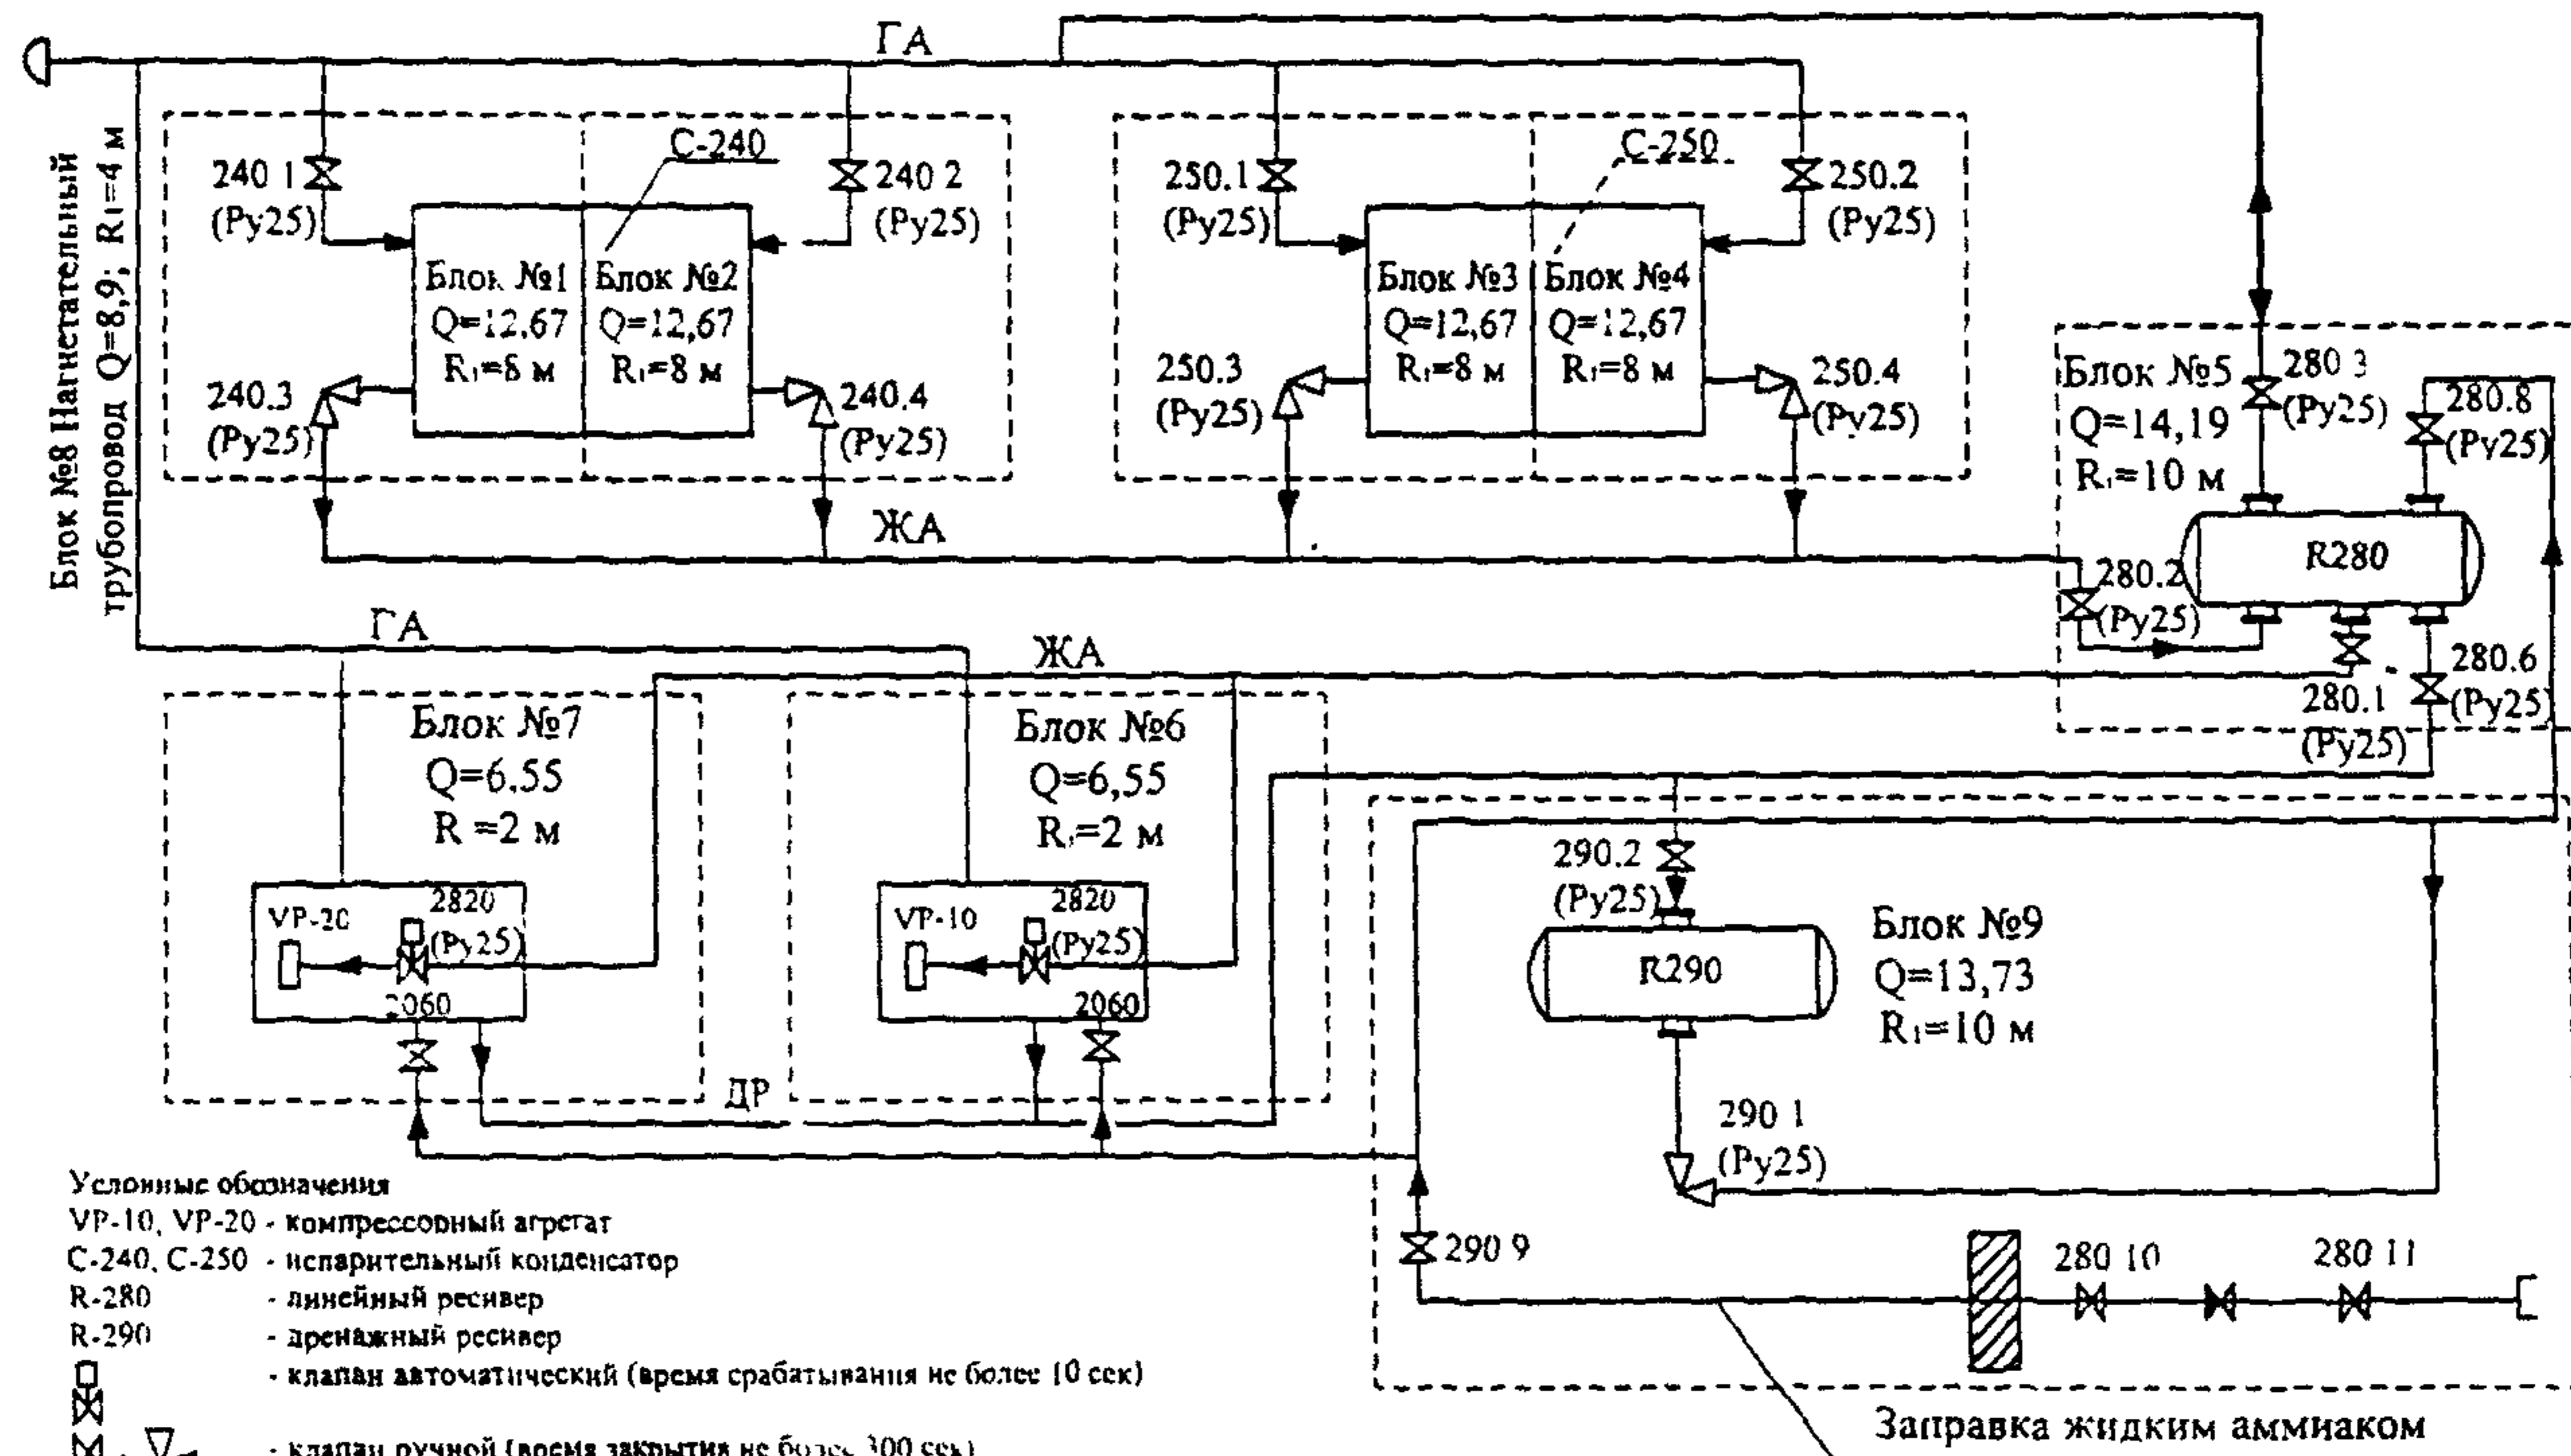 ГА
Блок №8 Нагнетательный
трубопровод Q=8,9; R₁=4 м
240 1
(Ру25)
С-240
240 2
(Ру25)
250.1
(Ру25)
С-250
250.2
(Ру25)
Блок №1
Q=12,67
R₁=8 м
Блок №2
Q=12,67
R₁=8 м
Блок №3
Q=12,67
R₁=8 м
Блок №4
Q=12,67
R₁=8 м
240.3
(Ру25)
240.4
(Ру25)
250.3
(Ру25)
250.4
(Ру25)
Блок №5
Q=14,19
R₁=10 м
280 3
(Ру25)
280.8
(Ру25)
ЖА
R280
280.2
(Ру25)
ГА
ЖА
280.1
(Ру25)
280.6
(Ру25)
Блок №7
Q=6.55
R =2 м
Блок №6
Q=6,55
R₁=2 м
VP-20
2820
(Ру25)
2060
VP-10
2820
(Ру25)
2060
290.2
(Ру25)
R290
Блок №9
Q=13,73
R₁=10 м
ДР
290 1
(Ру25)
290 9
280 10
280 11
Заправка жидким аммиаком
Условные обозначения
VP-10, VP-20 - компрессорный агрегат
С-240, С-250 - испарительный конденсатор
R-280 - линейный ресивер
R-290 - дренажный ресивер
- клапан автоматический (время срабатывания не более 10 сек)
- клапан ручной (время закрытия не более 300 сек)